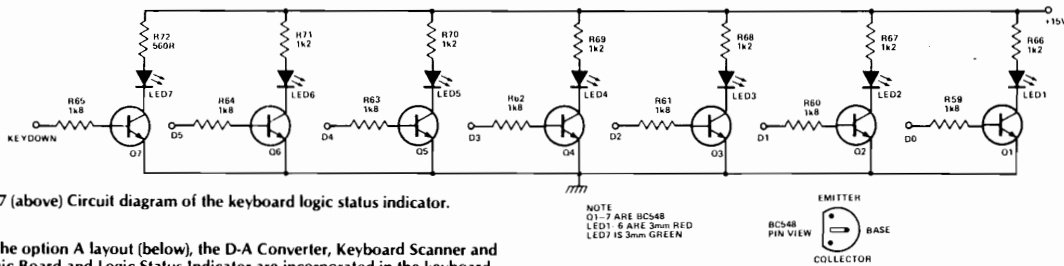 +15V
R72
560R
R71
1k2
R70
1k2
R69
1k2
R68
1k2
R67
1k2
R66
1k2
LED7
LED6
LED5
LED4
LED3
LED2
LED1
R65
1k8
R64
1k8
R63
1k8
R62
1k8
R61
1k8
R60
1k8
R59
1k8
KEYDOWN
D5
D4
D3
D2
D1
D0
Q7
Q6
Q5
Q4
Q3
Q2
Q1
7 (above) Circuit diagram of the keyboard logic status indicator.
NOTE
Q1-7 ARE BC548
LED1-6 ARE 3mm RED
LED7 IS 3mm GREEN
BC548
PIN VIEW
EMITTER
BASE
COLLECTOR
he option A layout (below), the D-A Converter, Keyboard Scanner and
ic Board and Logic Status Indicator are incorporated in the keyboard